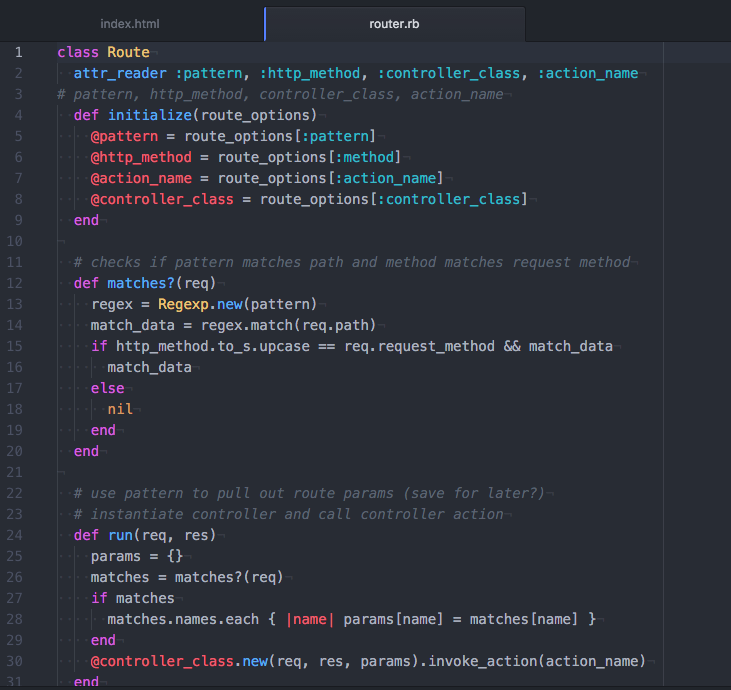 index.html
router.rb
1 class Route
2   attr_reader :pattern, :http_method, :controller_class, :action_name
3 # pattern, http_method, controller_class, action_name
4   def initialize(route_options)
5     @pattern = route_options[:pattern]
6     @http_method = route_options[:method]
7     @action_name = route_options[:action_name]
8     @controller_class = route_options[:controller_class]
9   end
10
11   # checks if pattern matches path and method matches request method
12   def matches?(req)
13     regex = Regexp.new(pattern)
14     match_data = regex.match(req.path)
15     if http_method.to_s.upcase == req.request_method && match_data
16       match_data
17     else
18       nil
19     end
20   end
21
22   # use pattern to pull out route params (save for later?)
23   # instantiate controller and call controller action
24   def run(req, res)
25     params = {}
26     matches = matches?(req)
27     if matches
28       matches.names.each { |name| params[name] = matches[name] }
29     end
30     @controller_class.new(req, res, params).invoke_action(action_name)
31   end